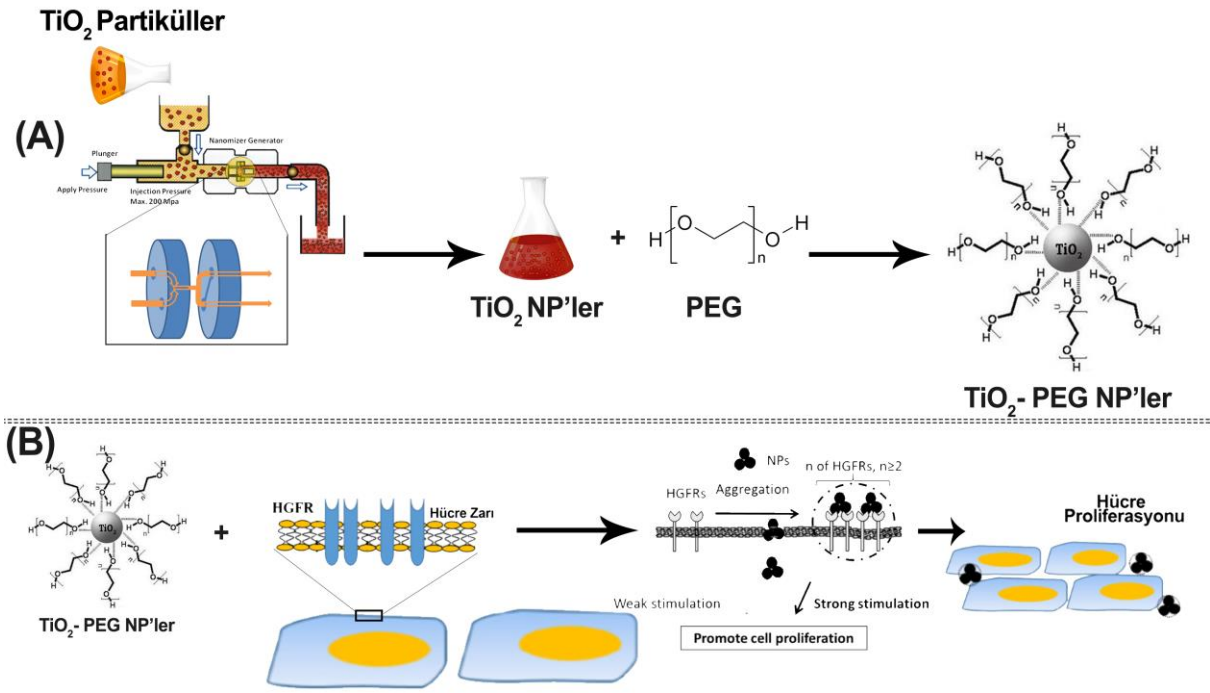 TiO2 Partiküller
(A)
Nanomizer Generator
Plunger
Apply Pressure
Injection Pressure
Max. 200 Mpa
TiO2 NP'ler
+
H
O
O
H
n
PEG
TiO2
H
O
O
H
n
TiO2- PEG NP'ler
(B)
TiO2
H
O
O
H
n
TiO2- PEG NP'ler
+
HGFR
Hücre Zarı
NPs
n of HGFRs, n≥2
HGFRs
Aggregation
Weak stimulation
Strong stimulation
Promote cell proliferation
Hücre
Proliferasyonu